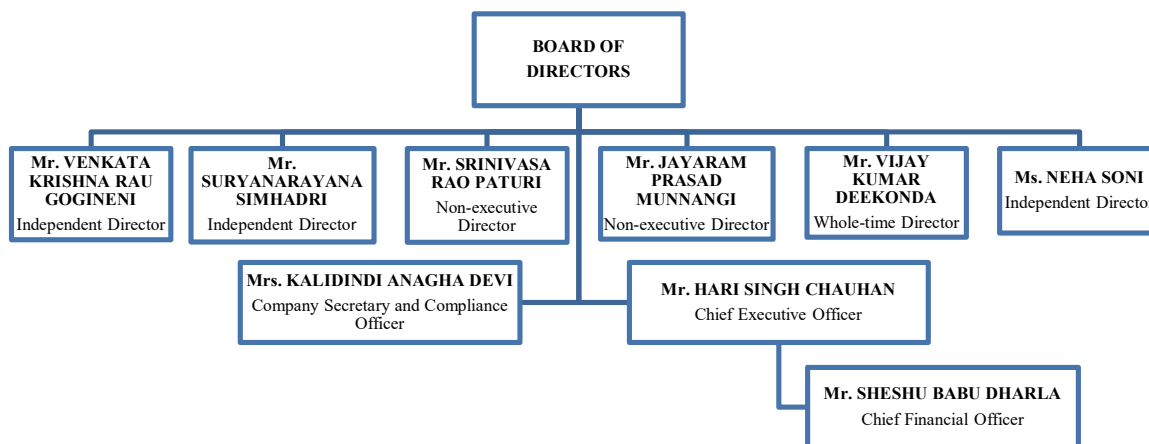 BOARD OF
DIRECTORS
Mr. VENKATA
KRISHNA RAU
GOGINENI
Independent Director
Mr.
SURYANARAYANA
SIMHADRI
Independent Director
Mr. SRINIVASA
RAO PATURI
Non-executive
Director
Mr. JAYARAM
PRASAD
MUNNANGI
Non-executive Director
Mr. VIJAY
KUMAR
DEEKONDA
Whole-time Director
Ms. NEHA SONI
Independent Director
Mrs. KALIDINDI ANAGHA DEVI
Company Secretary and Compliance
Officer
Mr. HARI SINGH CHAUHAN
Chief Executive Officer
Mr. SHESHU BABU DHARLA
Chief Financial Officer